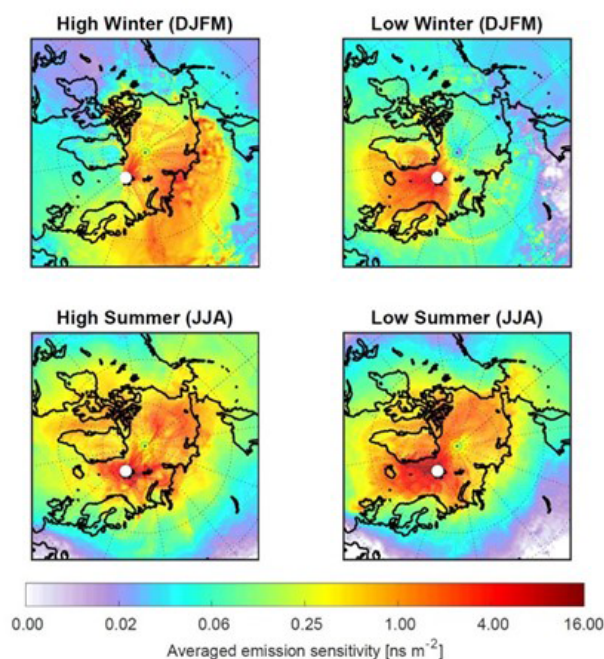 High Winter (DJFM)
Low Winter (DJFM)
High Summer (JJA)
Low Summer (JJA)
0.00 0.02 0.06 0.25 1.00 4.00 16.00
Averaged emission sensitivity [ns m⁻²]